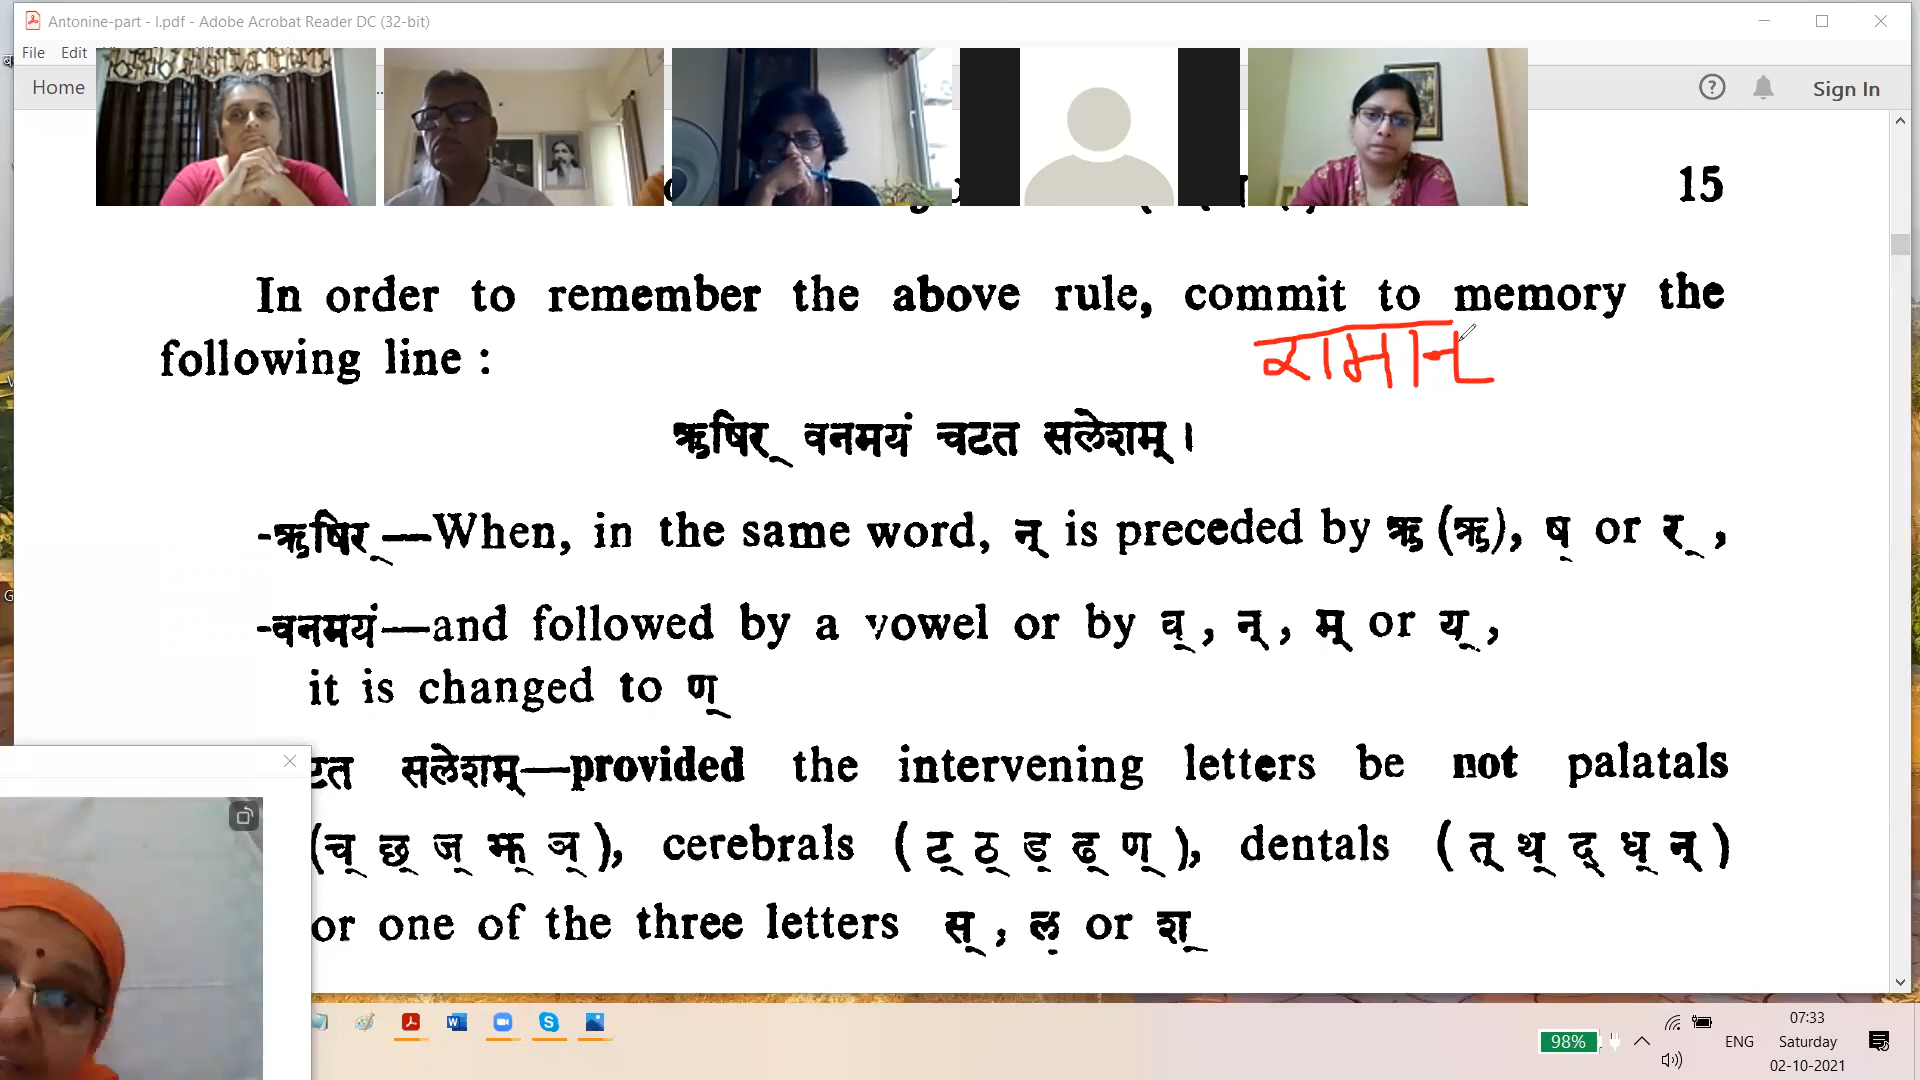 Antonine-part - I.pdf - Adobe Acrobat Reader DC (32-bit)
File Edit
Home
Sign In
15
In order to remember the above rule, commit to memory the
following line :
रामान्
ऋषिर् वनमयं चटत सलेशम् ।
-ऋषिर्—When, in the same word, न् is preceded by ऋ (ॠ), ष् or र्,
-वनमयं—and followed by a vowel or by व्, न्, म् or य्,
it is changed to ण्
टत सलेशम्—provided the intervening letters be not palatals
(च् छ् ज् झ् ञ्), cerebrals (ट् ठ् ड् ढ् ण्), dentals (त् थ् द् ध् न्)
or one of the three letters स्, ल् or श्
98%
ENG
07:33
Saturday
02-10-2021